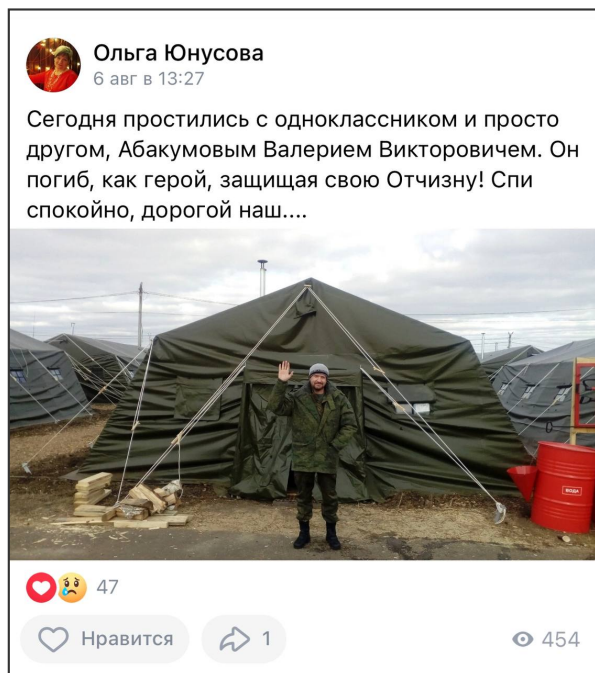 Ольга Юнусова
6 авг в 13:27
Сегодня простились с одноклассником и просто
другом, Абакумовым Валерием Викторовичем. Он
погиб, как герой, защищая свою Отчизну! Спи
спокойно, дорогой наш....
ВОДА
47
Нравится
1
454